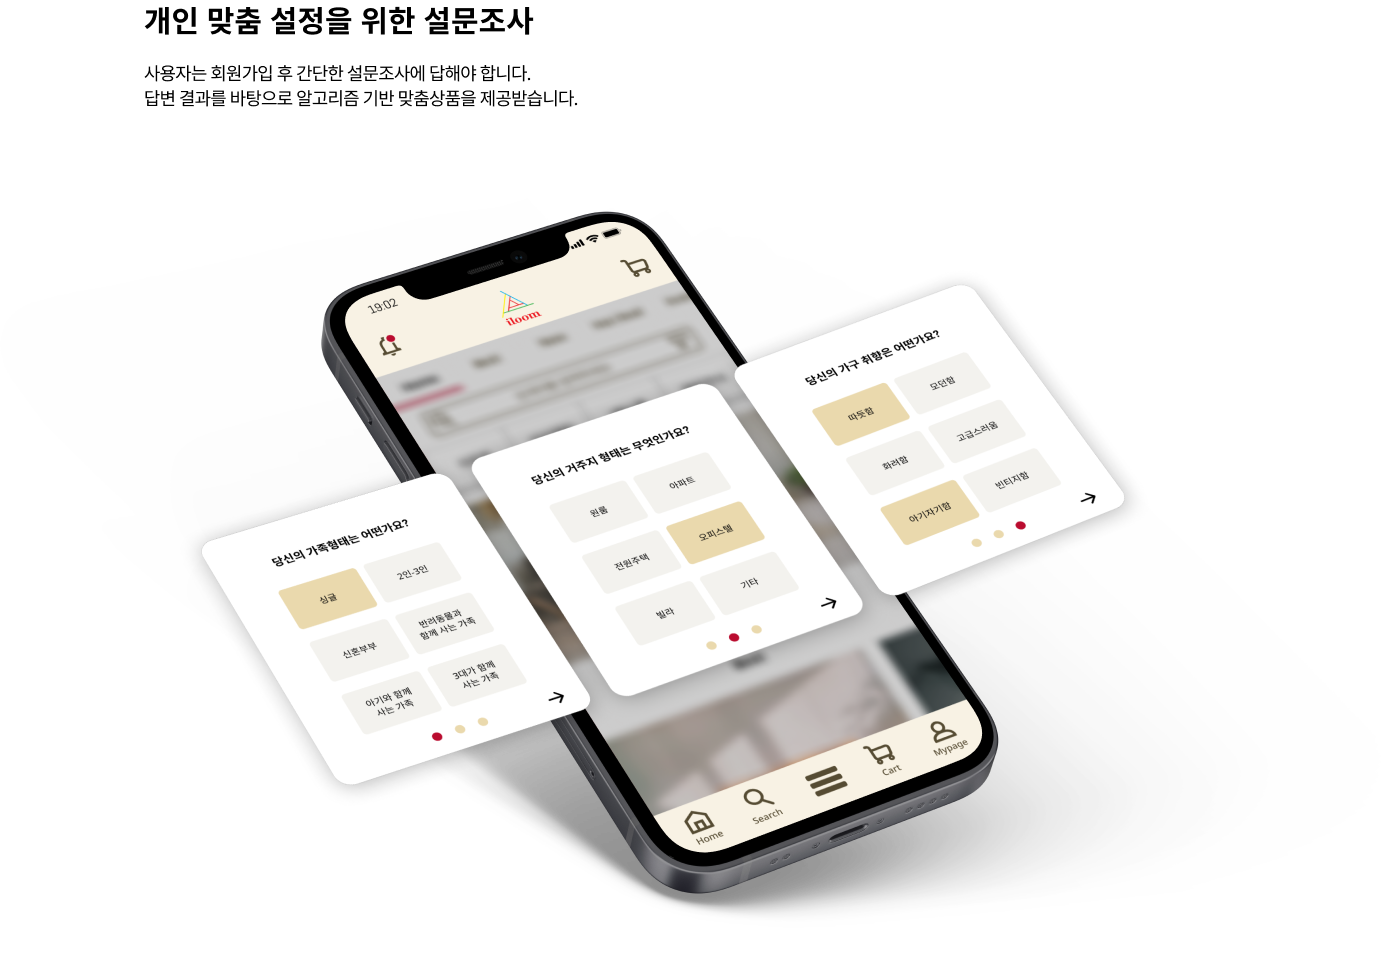 개인 맞춤 설정을 위한 설문조사
사용자는 회원가입 후 간단한 설문조사에 답해야 합니다.
답변 결과를 바탕으로 알고리즘 기반 맞춤상품을 제공받습니다.
19:02
iloom
당신의 가족형태는 어떤가요?
싱글
2인-3인
신혼부부
반려동물과
함께 사는 가족
아기와 함께
사는 가족
3대가 함께
사는 가족
당신의 거주지 형태는 무엇인가요?
원룸
아파트
전원주택
오피스텔
빌라
기타
당신의 가구 취향은 어떤가요?
따듯함
모던함
화려함
고급스러움
아기자기함
빈티지함
Home
Search
Cart
Mypage